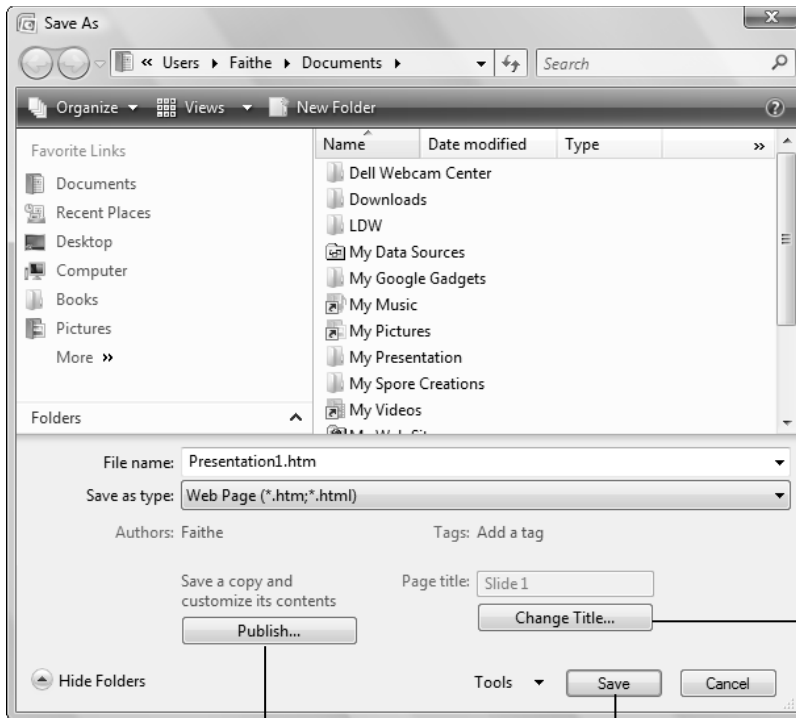 Save As
« Users Faithe Documents Search
Organize Views New Folder
Favorite Links
Documents
Recent Places
Desktop
Computer
Books
Pictures
More »
Folders
Name Date modified Type »
Dell Webcam Center
Downloads
LDW
My Data Sources
My Google Gadgets
My Music
My Pictures
My Presentation
My Spore Creations
My Videos
File name: Presentation1.htm
Save as type: Web Page (*.htm;*.html)
Authors: Faithe Tags: Add a tag
Save a copy and
customize its contents
Publish...
Page title: Slide 1
Change Title...
Hide Folders Tools Save Cancel